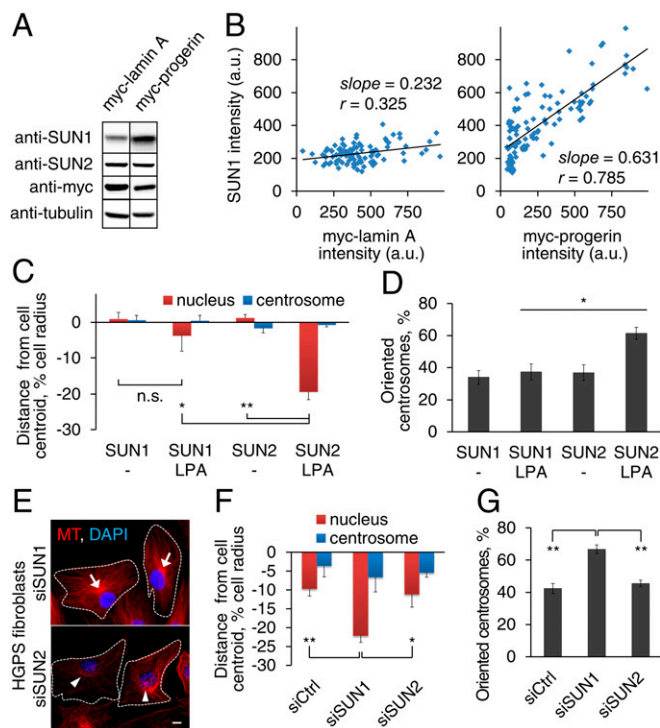 A
myc-lamin A
myc-progerin
anti-SUN1
anti-SUN2
anti-myc
anti-tubulin
B
SUN1 intensity (a.u.)
800
600
400
200
0
0 250 500 750
slope = 0.232
r = 0.325
myc-lamin A
intensity (a.u.)
800
600
400
200
0
0 250 500 750
slope = 0.631
r = 0.785
myc-progerin
intensity (a.u.)
C
Distance from cell
centroid, % cell radius
nucleus centrosome
0
-10
-20
-30
n.s.
*
**
SUN1 SUN1 SUN2 SUN2
- LPA - LPA
D
Oriented
centrosomes, %
80
60
40
20
0
*
SUN1 SUN1 SUN2 SUN2
- LPA - LPA
E
HGPS fibroblasts
siSUN1
siSUN2
MT, DAPI
F
Distance from cell
centroid, % cell radius
nucleus
centrosome
0
-5
-10
-15
-20
-25
**
*
siCtrl siSUN1 siSUN2
G
Oriented centrosomes, %
80
60
40
20
0
** **
siCtrl siSUN1 siSUN2